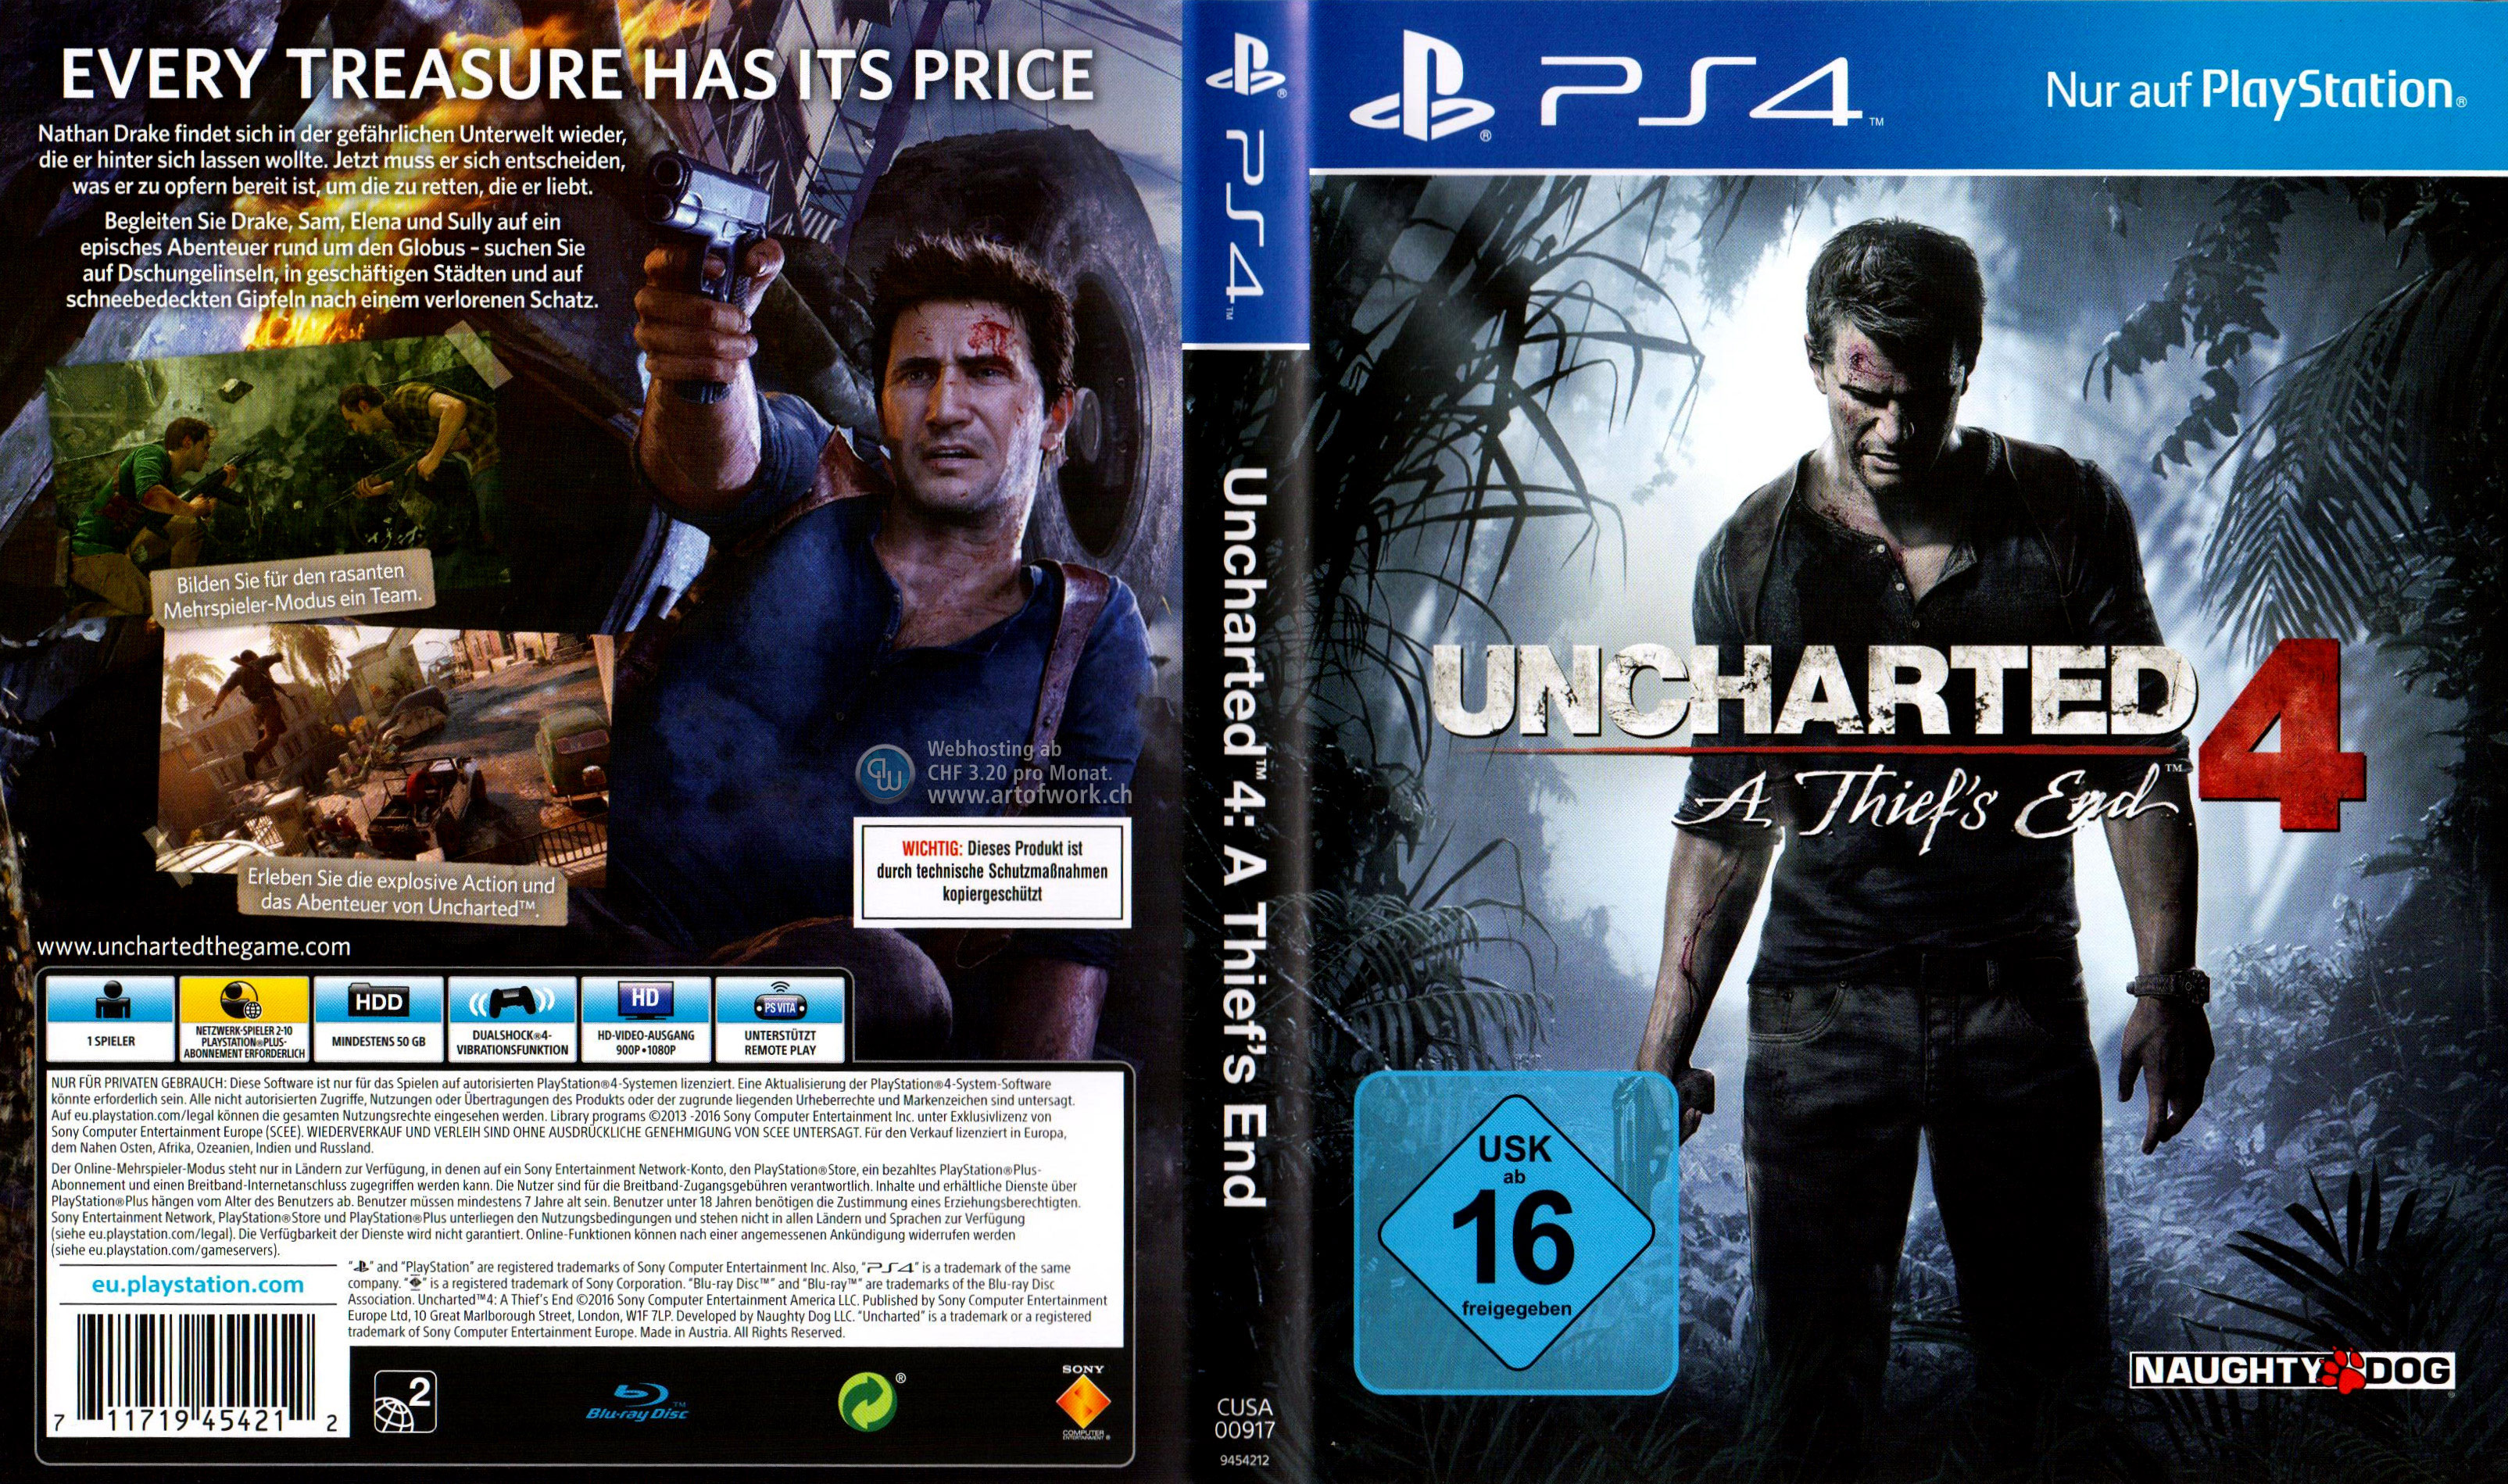 EVERY TREASURE HAS ITS PRICE
Nathan Drake findet sich in der gefährlichen Unterwelt wieder,
die er hinter sich lassen wollte. Jetzt muss er sich entscheiden,
was er zu opfern bereit ist, um die zu retten, die er liebt.
Begleiten Sie Drake, Sam, Elena und Sully auf ein
episches Abenteuer rund um den Globus – suchen Sie
auf Dschungelinseln, in geschäftigen Städten und auf
schneebedeckten Gipfeln nach einem verlorenen Schatz.
Bilden Sie für den rasanten
Mehrspieler-Modus ein Team.
Erleben Sie die explosive Action und
das Abenteuer von Uncharted™.
Webhosting ab
CHF 3.20 pro Monat.
www.artofwork.ch
WICHTIG: Dieses Produkt ist
durch technische Schutzmaßnahmen
kopiergeschützt
www.unchartedthegame.com
1 SPIELER
NETZWERK-SPIELER 2-10
PLAYSTATION®PLUS-
ABONNEMENT ERFORDERLICH
HDD
MINDESTENS 50 GB
DUALSHOCK®4-
VIBRATIONSFUNKTION
HD
HD-VIDEO-AUSGANG
900P•1080P
PS VITA
UNTERSTÜTZT
REMOTE PLAY
NUR FÜR PRIVATEN GEBRAUCH: Diese Software ist nur für das Spielen auf autorisierten PlayStation®4-Systemen lizenziert. Eine Aktualisierung der PlayStation®4-System-Software
könnte erforderlich sein. Alle nicht autorisierten Zugriffe, Nutzungen oder Übertragungen des Produkts oder der zugrunde liegenden Urheberrechte und Markenzeichen sind untersagt.
Auf eu.playstation.com/legal können die gesamten Nutzungsrechte eingesehen werden. Library programs ©2013 -2016 Sony Computer Entertainment Inc. unter Exklusivlizenz von
Sony Computer Entertainment Europe (SCEE). WIEDERVERKAUF UND VERLEIH SIND OHNE AUSDRÜCKLICHE GENEHMIGUNG VON SCEE UNTERSAGT. Für den Verkauf lizenziert in Europa,
dem Nahen Osten, Afrika, Ozeanien, Indien und Russland.
Der Online-Mehrspieler-Modus steht nur in Ländern zur Verfügung, in denen auf ein Sony Entertainment Network-Konto, den PlayStation®Store, ein bezahltes PlayStation®Plus-
Abonnement und einen Breitband-Internetanschluss zugegriffen werden kann. Die Nutzer sind für die Breitband-Zugangsgebühren verantwortlich. Inhalte und erhältliche Dienste über
PlayStation®Plus hängen vom Alter des Benutzers ab. Benutzer müssen mindestens 7 Jahre alt sein. Benutzer unter 18 Jahren benötigen die Zustimmung eines Erziehungsberechtigten.
Sony Entertainment Network, PlayStation®Store und PlayStation®Plus unterliegen den Nutzungsbedingungen und stehen nicht in allen Ländern und Sprachen zur Verfügung
(siehe eu.playstation.com/legal). Die Verfügbarkeit der Dienste wird nicht garantiert. Online-Funktionen können nach einer angemessenen Ankündigung widerrufen werden
(siehe eu.playstation.com/gameservers).
eu.playstation.com
"" and "PlayStation" are registered trademarks of Sony Computer Entertainment Inc. Also, "PS4" is a trademark of the same
company. "" is a registered trademark of Sony Corporation. "Blu-ray Disc™" and "Blu-ray™" are trademarks of the Blu-ray Disc
Association. Uncharted™4: A Thief's End ©2016 Sony Computer Entertainment America LLC. Published by Sony Computer Entertainment
Europe Ltd, 10 Great Marlborough Street, London, W1F 7LP. Developed by Naughty Dog LLC. "Uncharted" is a trademark or a registered
trademark of Sony Computer Entertainment Europe. Made in Austria. All Rights Reserved.
7 11719 45421 2
2
Blu-ray Disc™
®
SONY
COMPUTER
ENTERTAINMENT®
PS4™
Uncharted™ 4: A Thief's End
CUSA
00917
9454212
PS4™
Nur auf PlayStation®
UNCHARTED 4
A Thief's End™
USK
ab
16
freigegeben
NAUGHTY DOG